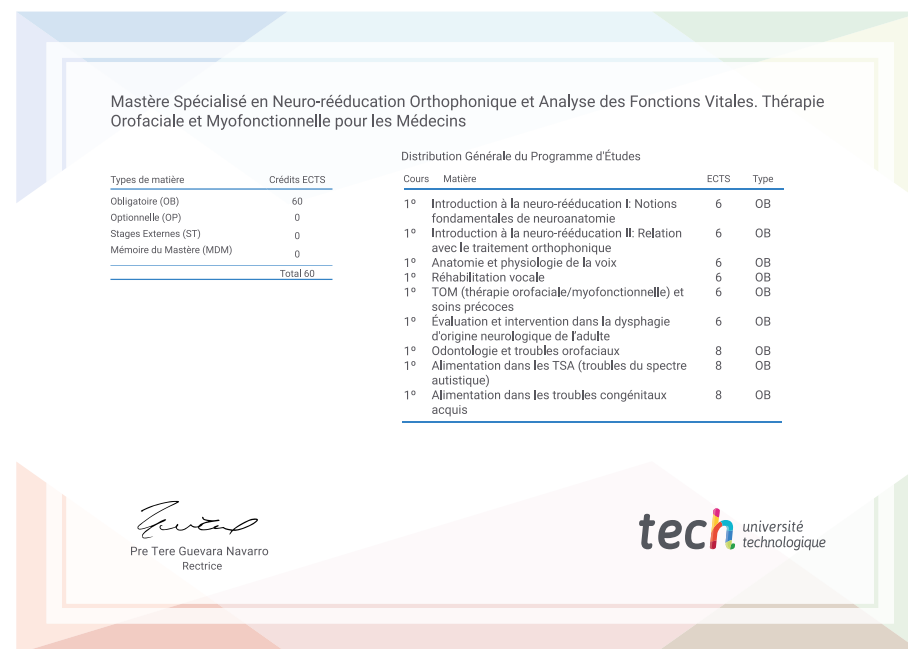 Mastère Spécialisé en Neuro-rééducation Orthophonique et Analyse des Fonctions Vitales. Thérapie
Orofaciale et Myofonctionnelle pour les Médecins
Types de matière Crédits ECTS
Obligatoire (OB) 60
Optionnelle (OP) 0
Stages Externes (ST) 0
Mémoire du Mastère (MDM) 0
Total 60
Distribution Générale du Programme d'Études
Cours Matière ECTS Type
1º Introduction à la neuro-rééducation I: Notions 6 OB
fondamentales de neuroanatomie
1º Introduction à la neuro-rééducation II: Relation 6 OB
avec le traitement orthophonique
1º Anatomie et physiologie de la voix 6 OB
1º Réhabilitation vocale 6 OB
1º TOM (thérapie orofaciale/myofonctionnelle) et 6 OB
soins précoces
1º Évaluation et intervention dans la dysphagie 6 OB
d'origine neurologique de l'adulte
1º Odontologie et troubles orofaciaux 8 OB
1º Alimentation dans les TSA (troubles du spectre 8 OB
autistique)
1º Alimentation dans les troubles congénitaux 8 OB
acquis
Pre Tere Guevara Navarro
Rectrice
tech université
technologique